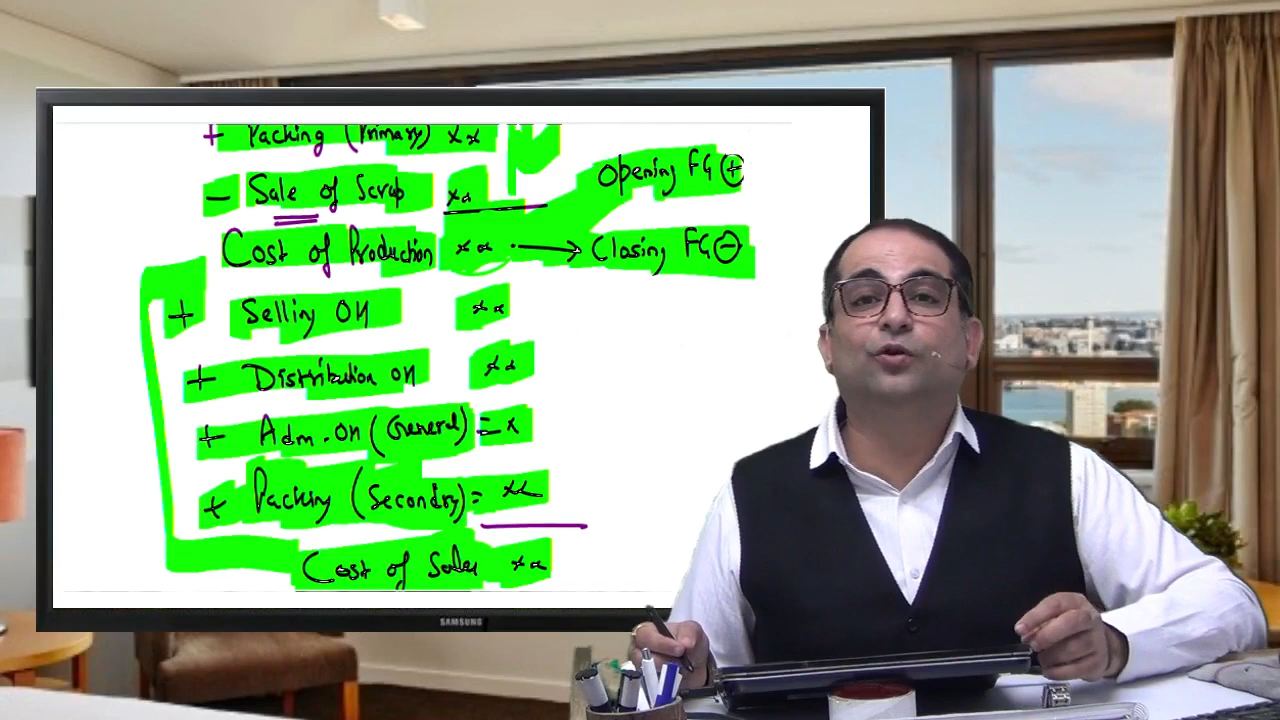 + Packing (Primary) xx
- Sale of Scrap xx
Opening FG (+)
Cost of Production xx → Closing FG (-)
+ Selling OH xx
+ Distribution OH xx
+ Adm. OH (General) = x
+ Packing (Secondry) = xx
Cost of Sales xx
SAMSUNG